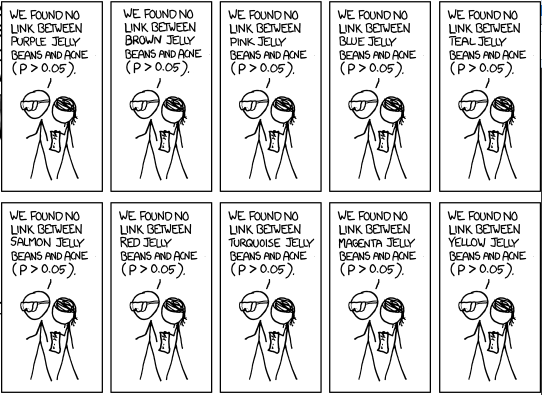 WE FOUND NO
LINK BETWEEN
PURPLE JELLY
BEANS AND ACNE
(P > 0.05).
WE FOUND NO
LINK BETWEEN
BROWN JELLY
BEANS AND ACNE
(P > 0.05).
WE FOUND NO
LINK BETWEEN
PINK JELLY
BEANS AND ACNE
(P > 0.05).
WE FOUND NO
LINK BETWEEN
BLUE JELLY
BEANS AND ACNE
(P > 0.05).
WE FOUND NO
LINK BETWEEN
TEAL JELLY
BEANS AND ACNE
(P > 0.05).
WE FOUND NO
LINK BETWEEN
SALMON JELLY
BEANS AND ACNE
(P > 0.05).
WE FOUND NO
LINK BETWEEN
RED JELLY
BEANS AND ACNE
(P > 0.05).
WE FOUND NO
LINK BETWEEN
TURQUOISE JELLY
BEANS AND ACNE
(P > 0.05).
WE FOUND NO
LINK BETWEEN
MAGENTA JELLY
BEANS AND ACNE
(P > 0.05).
WE FOUND NO
LINK BETWEEN
YELLOW JELLY
BEANS AND ACNE
(P > 0.05).